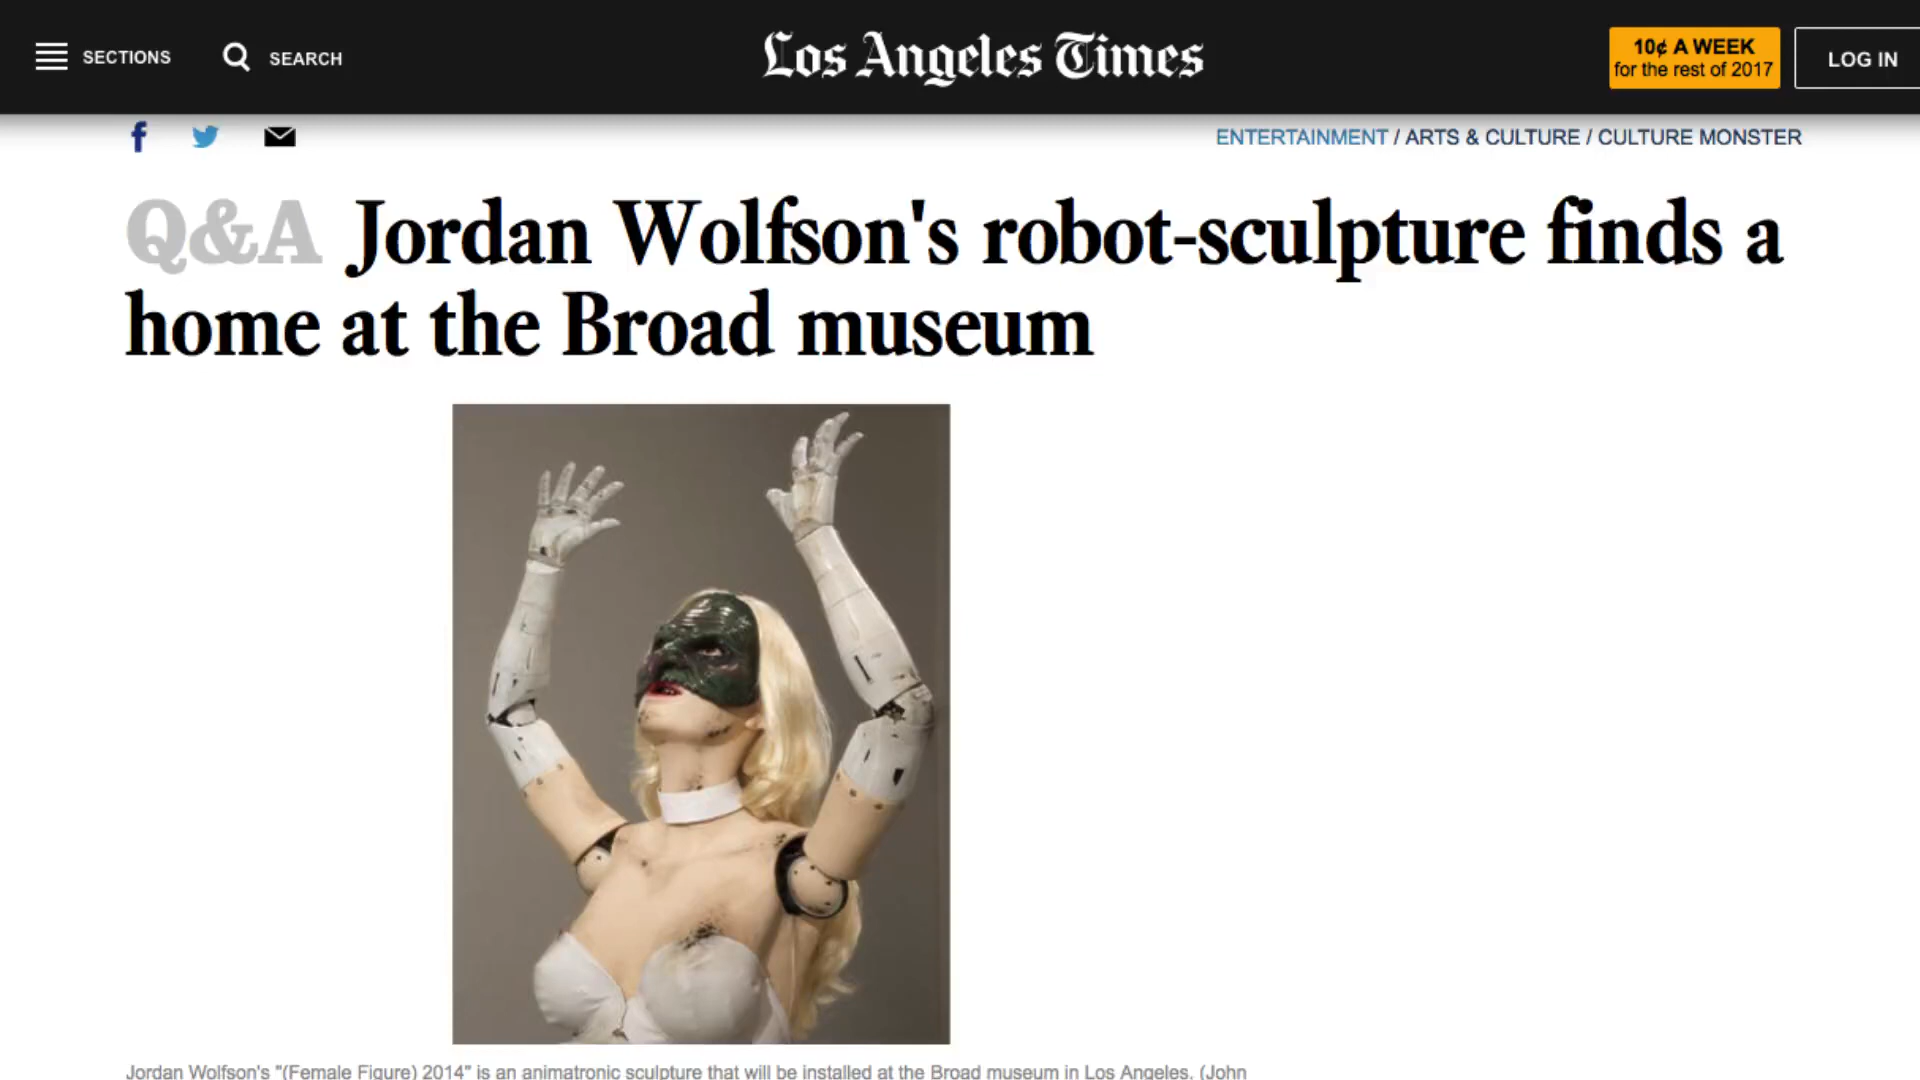 SECTIONS
SEARCH
Los Angeles Times
10¢ A WEEK
for the rest of 2017
LOG IN
ENTERTAINMENT / ARTS & CULTURE / CULTURE MONSTER
Q&A Jordan Wolfson's robot-sculpture finds a
home at the Broad museum
Jordan Wolfson's "(Female Figure) 2014" is an animatronic sculpture that will be installed at the Broad museum in Los Angeles. (John